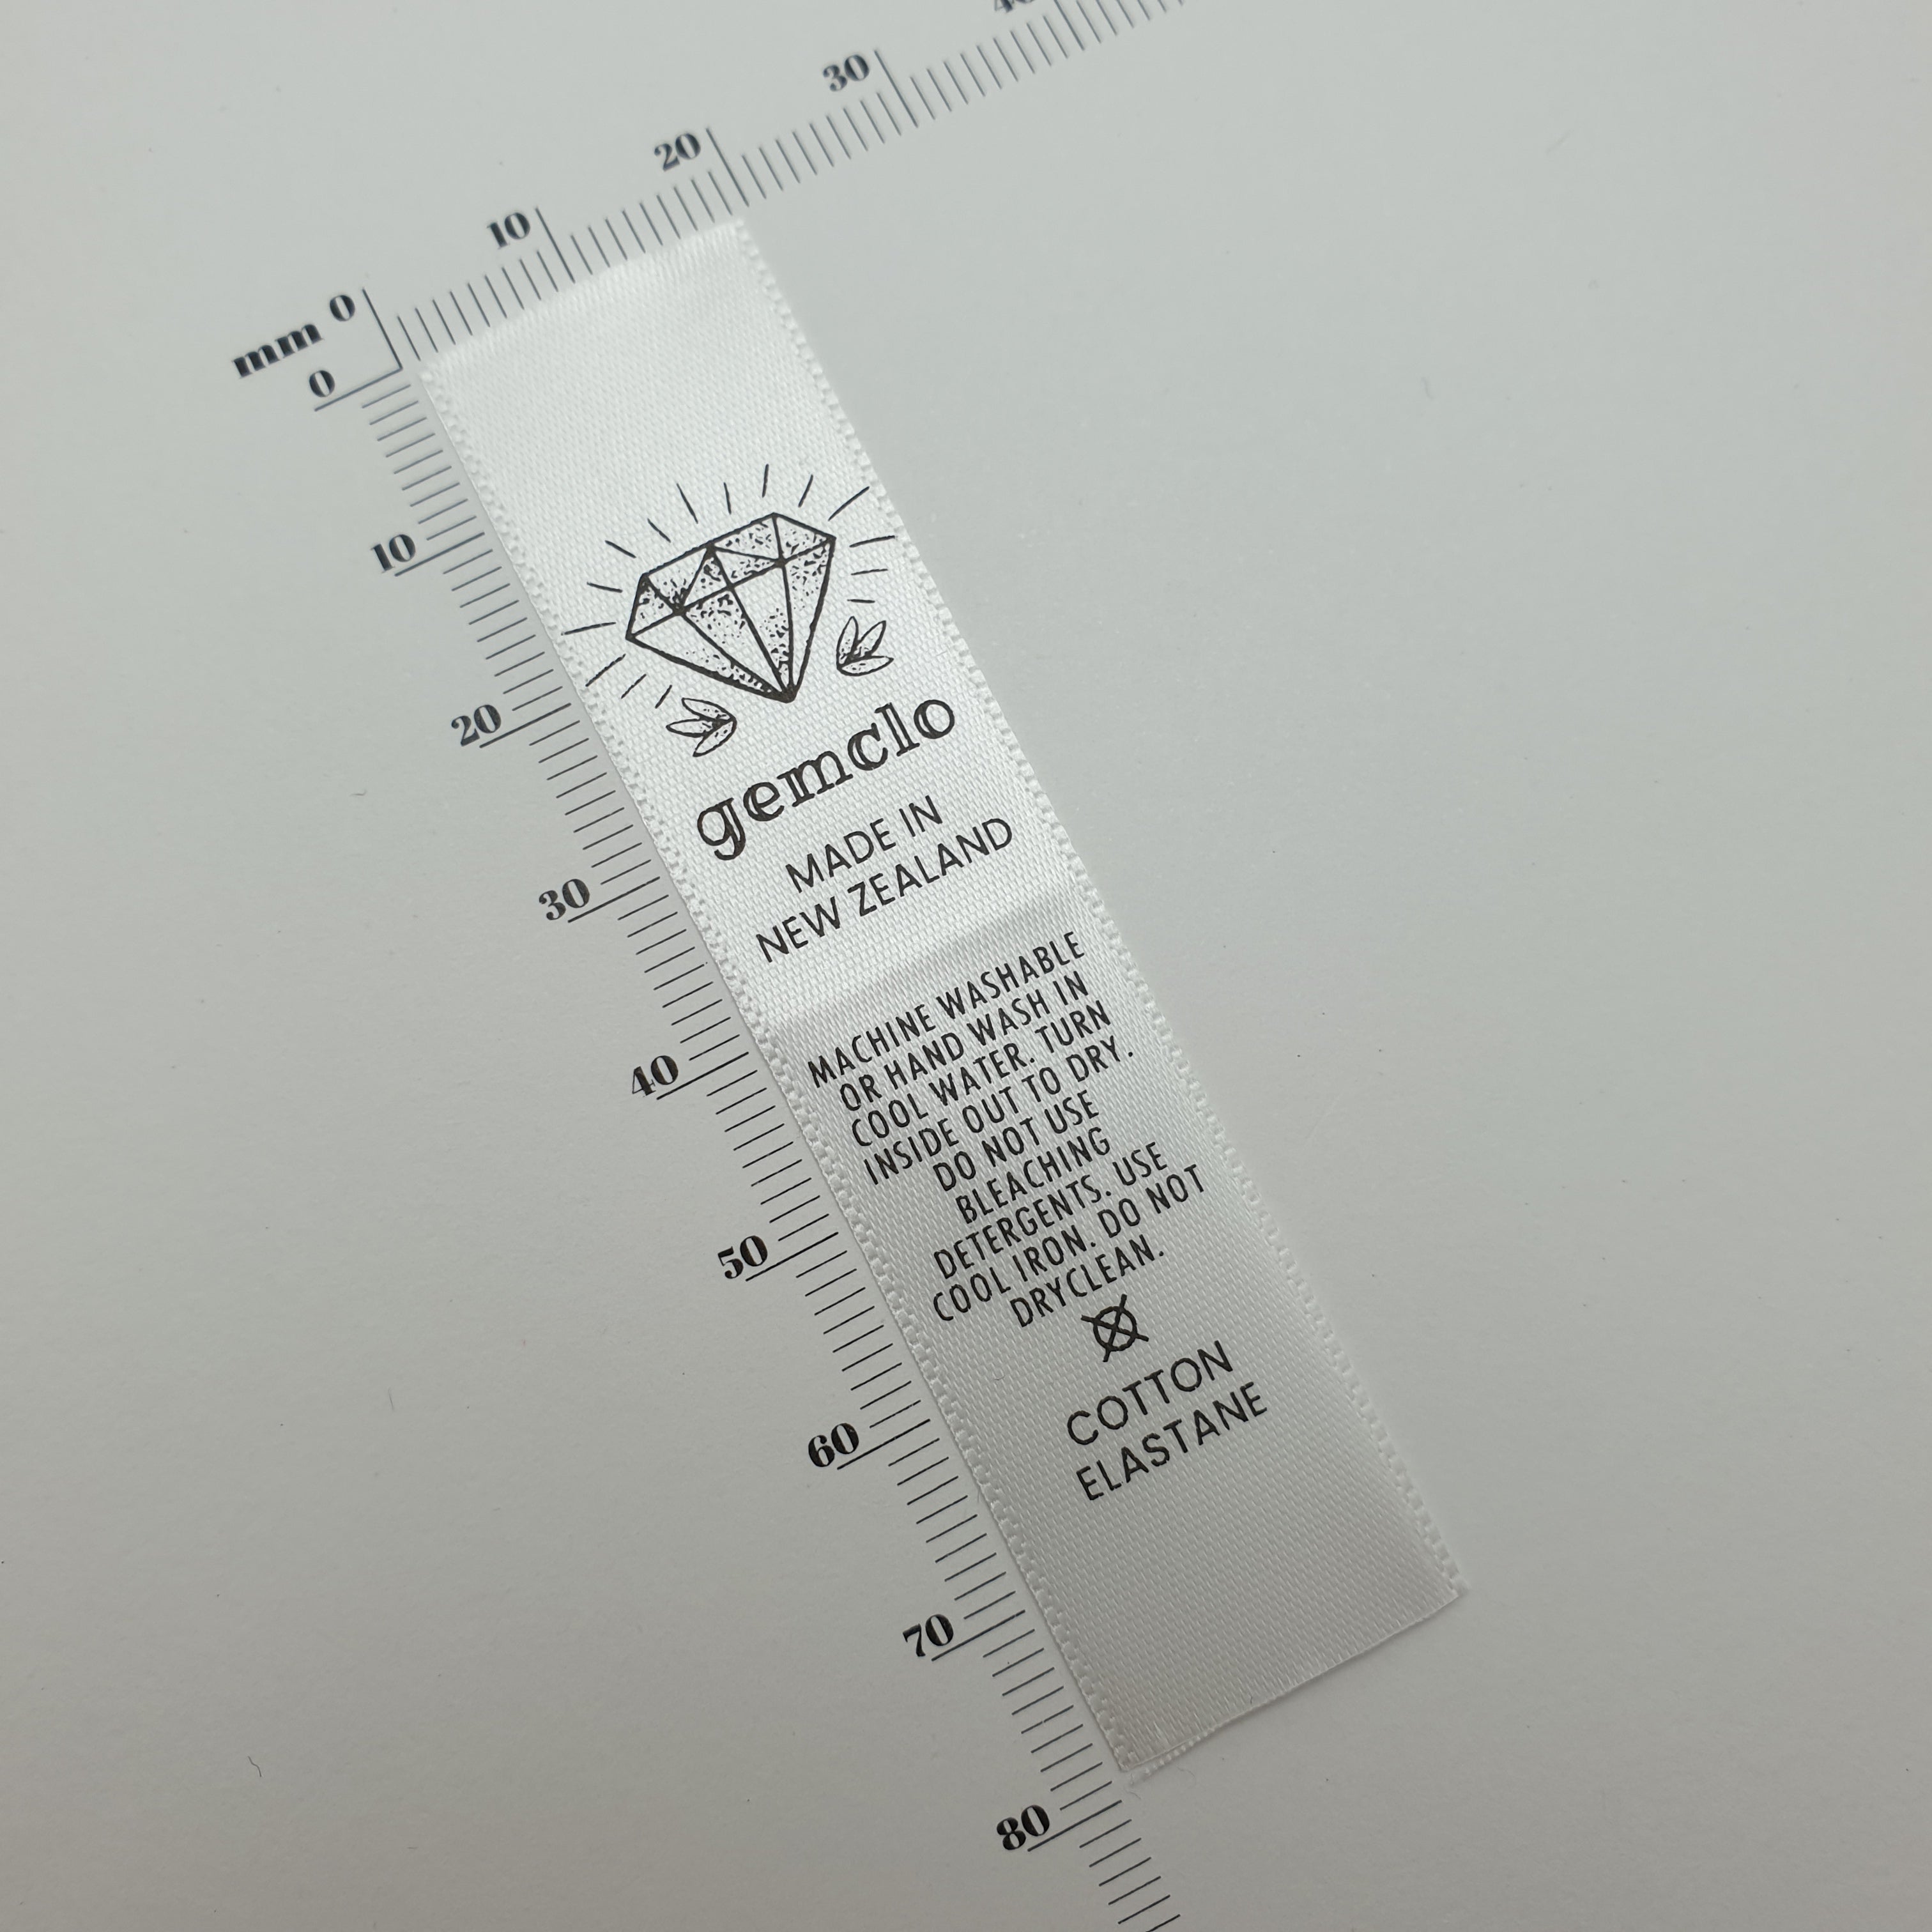 mm 0 10 20 30 40
0
10
20
30
40
50
60
70
80
gemclo
MADE IN
NEW ZEALAND
MACHINE WASHABLE
OR HAND WASH IN
COOL WATER. TURN
INSIDE OUT TO DRY.
DO NOT USE
BLEACHING
DETERGENTS. USE
COOL IRON. DO NOT
DRYCLEAN.
COTTON
ELASTANE